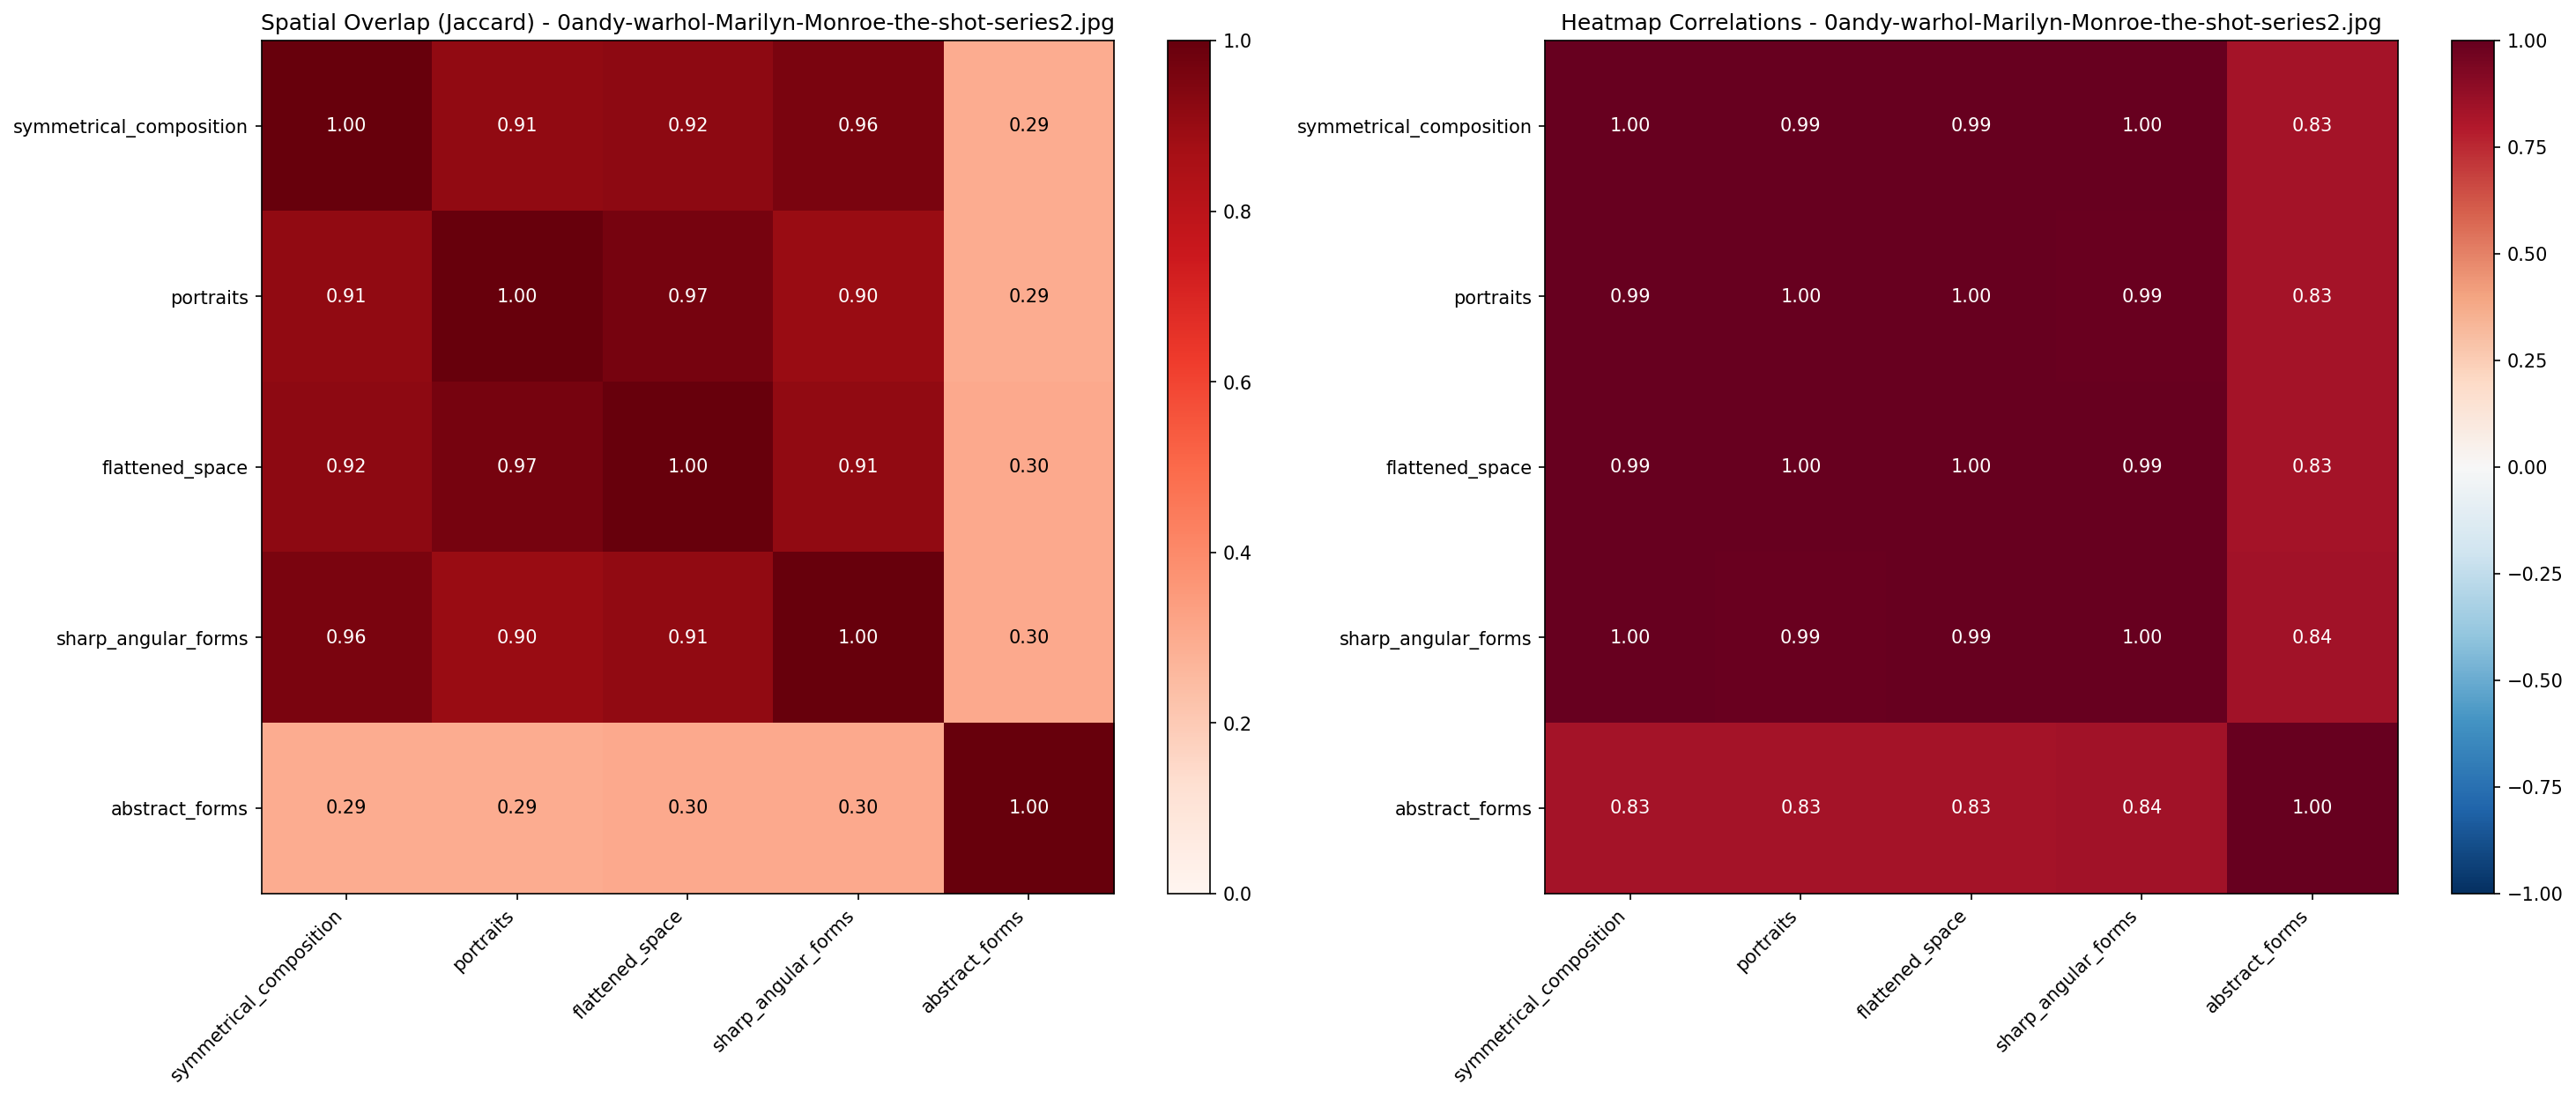 Spatial Overlap (Jaccard) - 0andy-warhol-Marilyn-Monroe-the-shot-series2.jpg
symmetrical_composition
portraits
flattened_space
sharp_angular_forms
abstract_forms
1.00 0.91 0.92 0.96 0.29
0.91 1.00 0.97 0.90 0.29
0.92 0.97 1.00 0.91 0.30
0.96 0.90 0.91 1.00 0.30
0.29 0.29 0.30 0.30 1.00
symmetrical_composition
portraits
flattened_space
sharp_angular_forms
abstract_forms
1.0
0.8
0.6
0.4
0.2
0.0
Heatmap Correlations - 0andy-warhol-Marilyn-Monroe-the-shot-series2.jpg
symmetrical_composition
portraits
flattened_space
sharp_angular_forms
abstract_forms
1.00 0.99 0.99 1.00 0.83
0.99 1.00 1.00 0.99 0.83
0.99 1.00 1.00 0.99 0.83
1.00 0.99 0.99 1.00 0.84
0.83 0.83 0.83 0.84 1.00
symmetrical_composition
portraits
flattened_space
sharp_angular_forms
abstract_forms
1.00
0.75
0.50
0.25
0.00
−0.25
−0.50
−0.75
−1.00